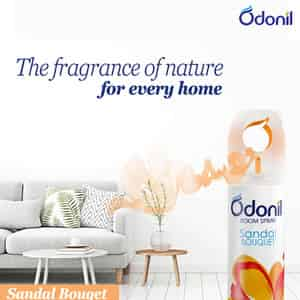 Odonil
The fragrance of nature
for every home
Odonil
ROOM SPRAY
Sandal
BOUQUET
Sandal Bouget